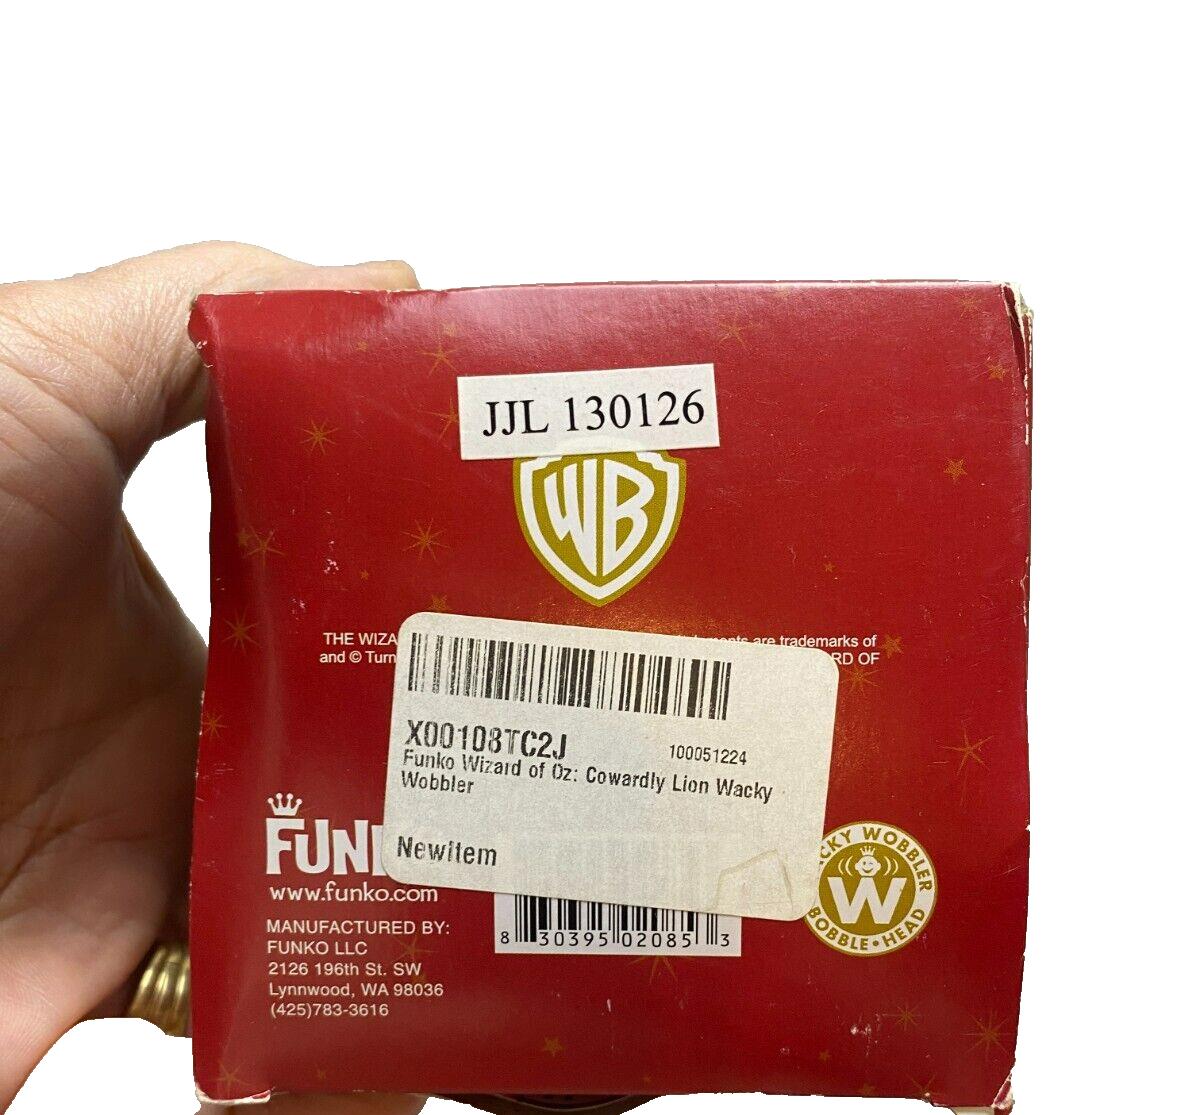 JJL 130126
WB
THE WIZA are trademarks of
and © Turn RD OF
X00108TC2J 100051224
Funko Wizard of Oz: Cowardly Lion Wacky
Wobbler
NewItem
FUN
www.funko.com
CKY WOBBLER
W
BOBBLE • HEAD
8 30395 02085 3
MANUFACTURED BY:
FUNKO LLC
2126 196th St. SW
Lynnwood, WA 98036
(425)783-3616